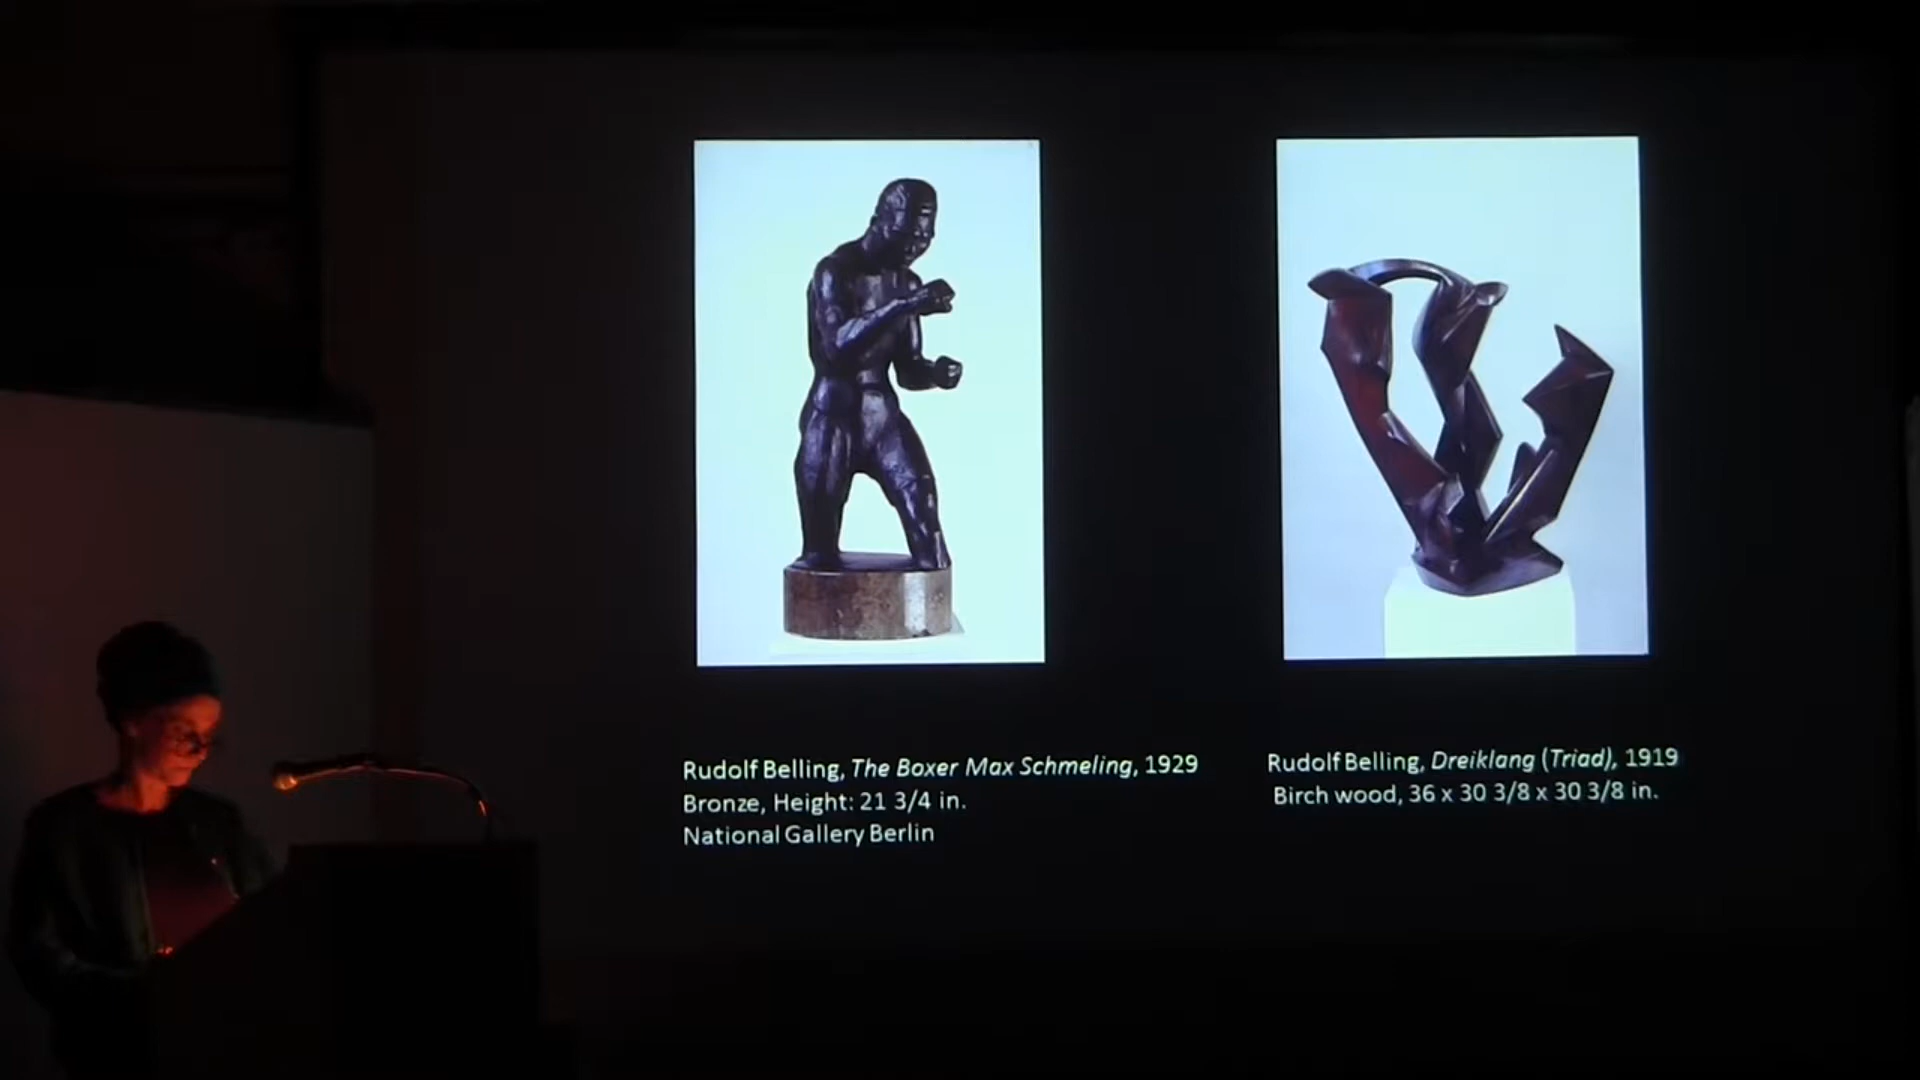 Rudolf Belling, The Boxer Max Schmeling, 1929
Bronze, Height: 21 3/4 in.
National Gallery Berlin
Rudolf Belling, Dreiklang (Triad), 1919
Birch wood, 36 x 30 3/8 x 30 3/8 in.